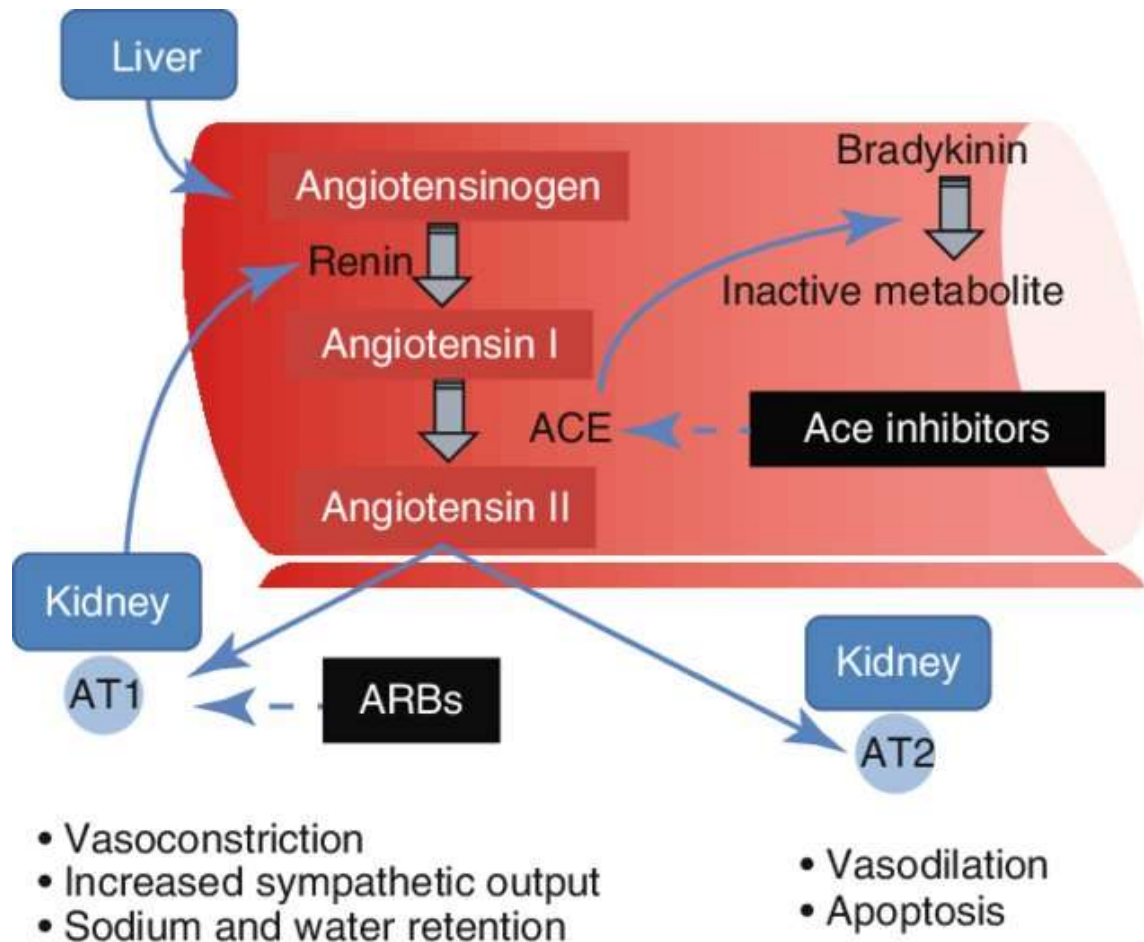 Liver
Bradykinin
Angiotensinogen
Renin
Inactive metabolite
Angiotensin I
ACE
Ace inhibitors
Angiotensin II
Kidney
AT1
ARBs
Kidney
AT2
• Vasoconstriction
• Increased sympathetic output
• Sodium and water retention
• Vasodilation
• Apoptosis